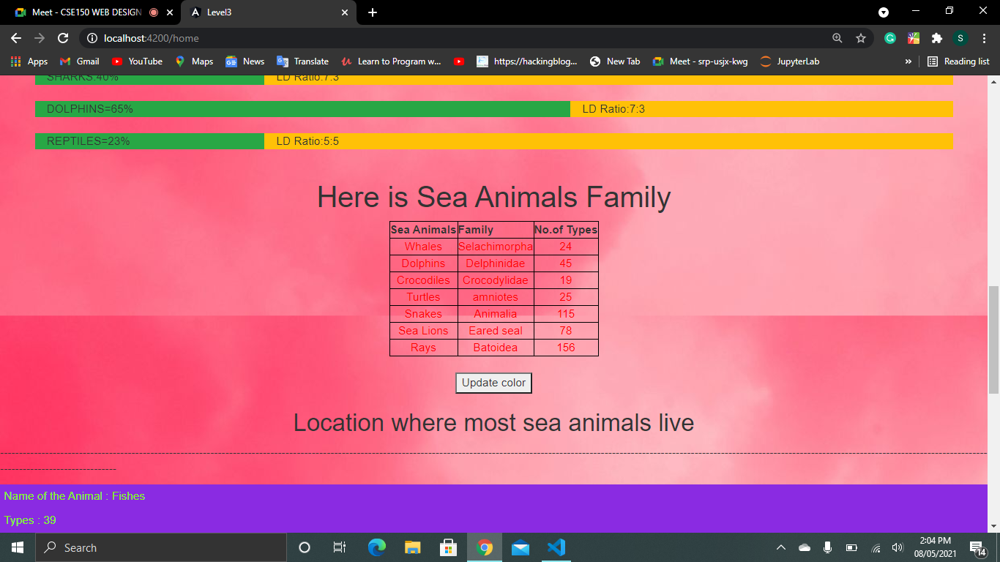 Meet - CSE150 WEB DESIGN
Level3
localhost:4200/home
G
S
Apps Gmail YouTube Maps News Translate Learn to Program w... https://hackingblog... New Tab Meet - srp-usjx-kwg JupyterLab » Reading list
SHARKS:40% LD Ratio:7:3
DOLPHINS=65% LD Ratio:7:3
REPTILES=23% LD Ratio:5:5
Here is Sea Animals Family
Sea Animals Family No.of Types
Whales Selachimorpha 24
Dolphins Delphinidae 45
Crocodiles Crocodylidae 19
Turtles amniotes 25
Snakes Animalia 115
Sea Lions Eared seal 78
Rays Batoidea 156
Update color
Location where most sea animals live
Name of the Animal : Fishes
Types : 39
Search
2:04 PM
08/05/2021
14